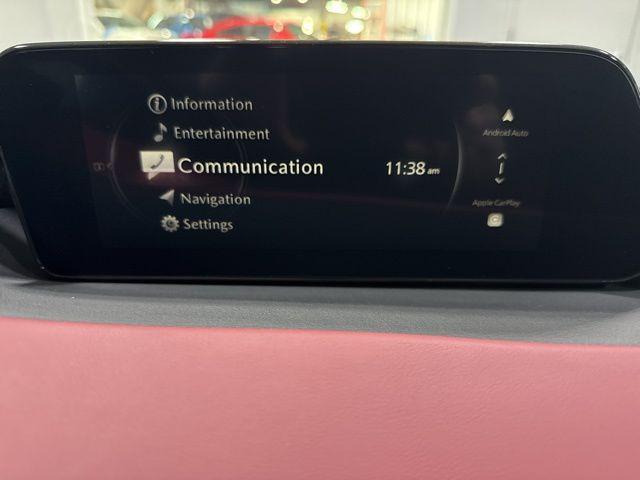 Information
Entertainment
Communication
Navigation
Settings
11:38 am
Android Auto
Apple CarPlay